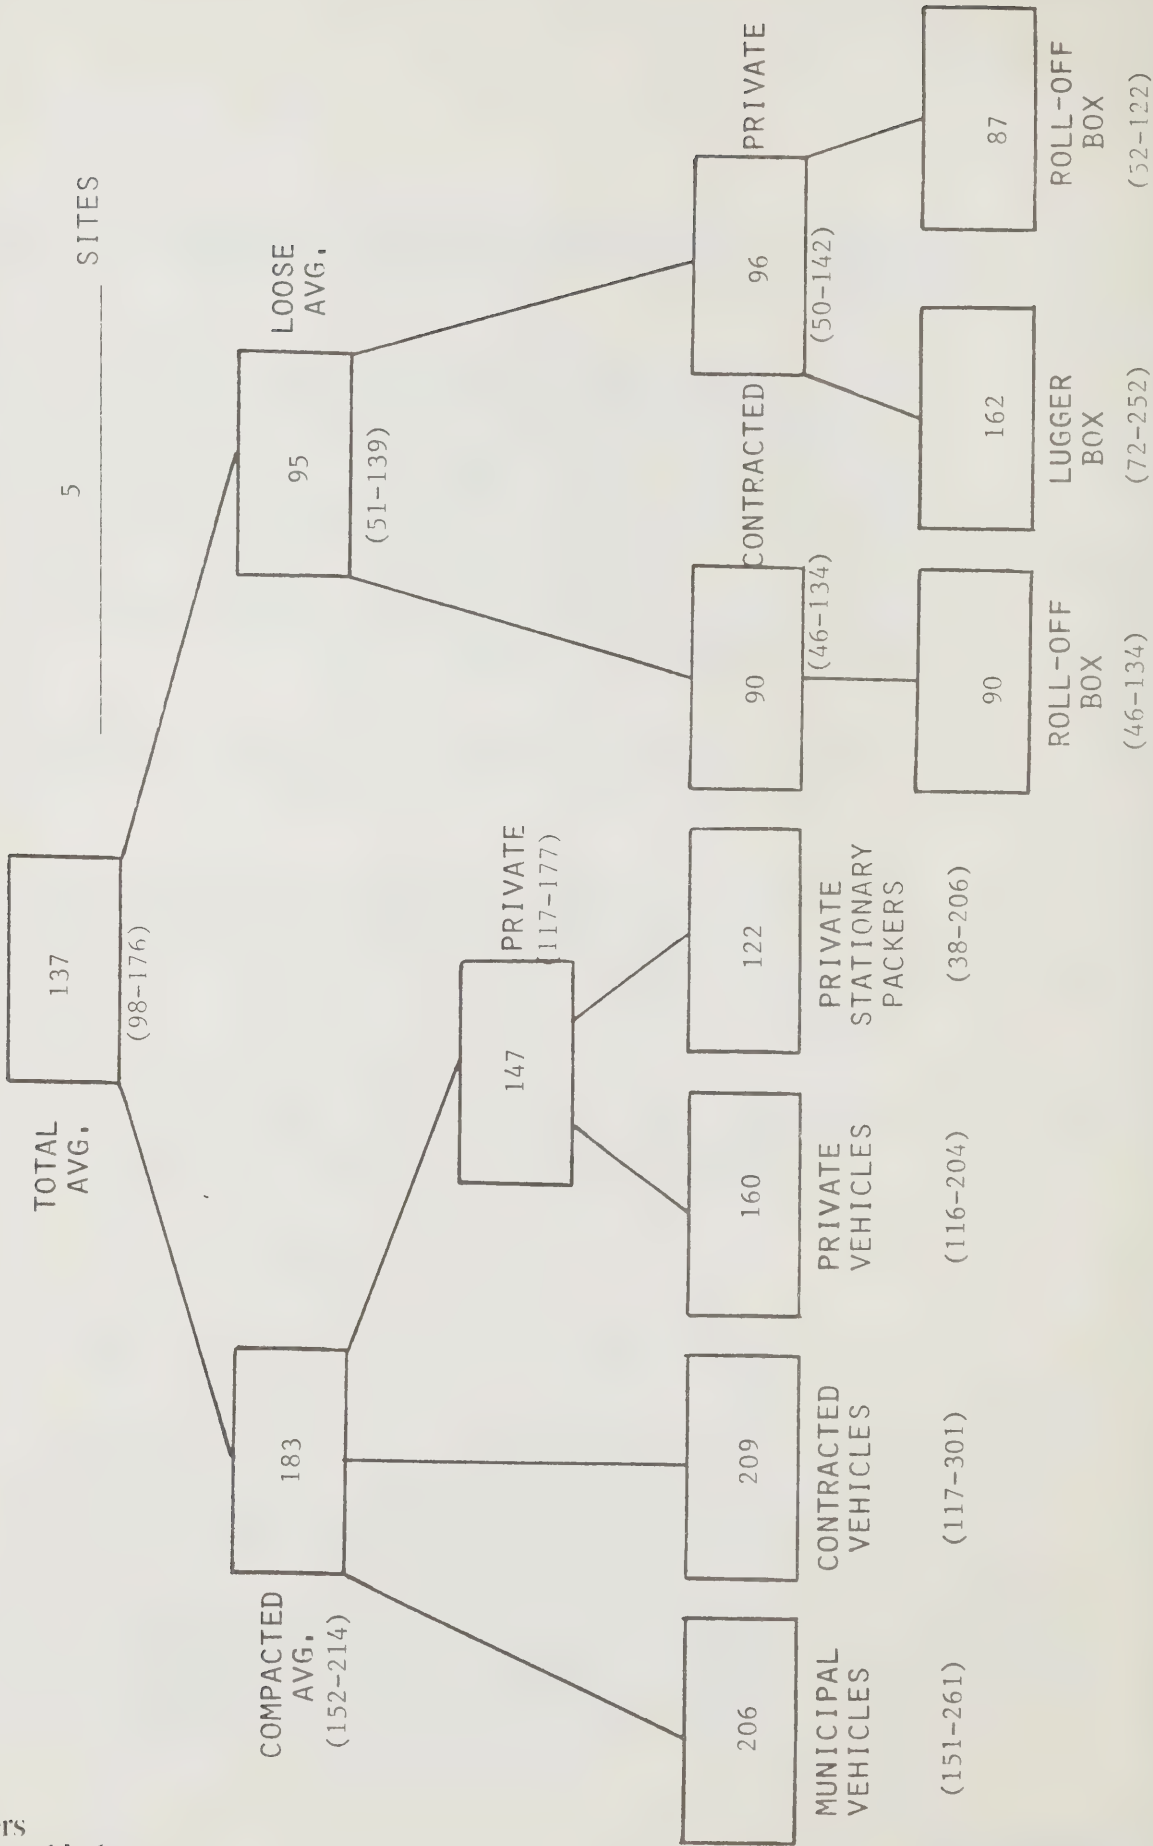 5 SITES
TOTAL
AVG.
137
(98-176)
COMPACTED
AVG.
(152-214)
183
LOOSE
AVG.
95
(51-139)
PRIVATE
(117-177)
147
CONTRACTED
90
(46-134)
PRIVATE
96
(50-142)
206
MUNICIPAL
VEHICLES
(151-261)
209
CONTRACTED
VEHICLES
(117-301)
160
PRIVATE
VEHICLES
(116-204)
122
PRIVATE
STATIONARY
PACKERS
(38-206)
90
ROLL-OFF
BOX
(46-134)
162
LUGGER
BOX
(72-252)
87
ROLL-OFF
BOX
(52-122)
rs